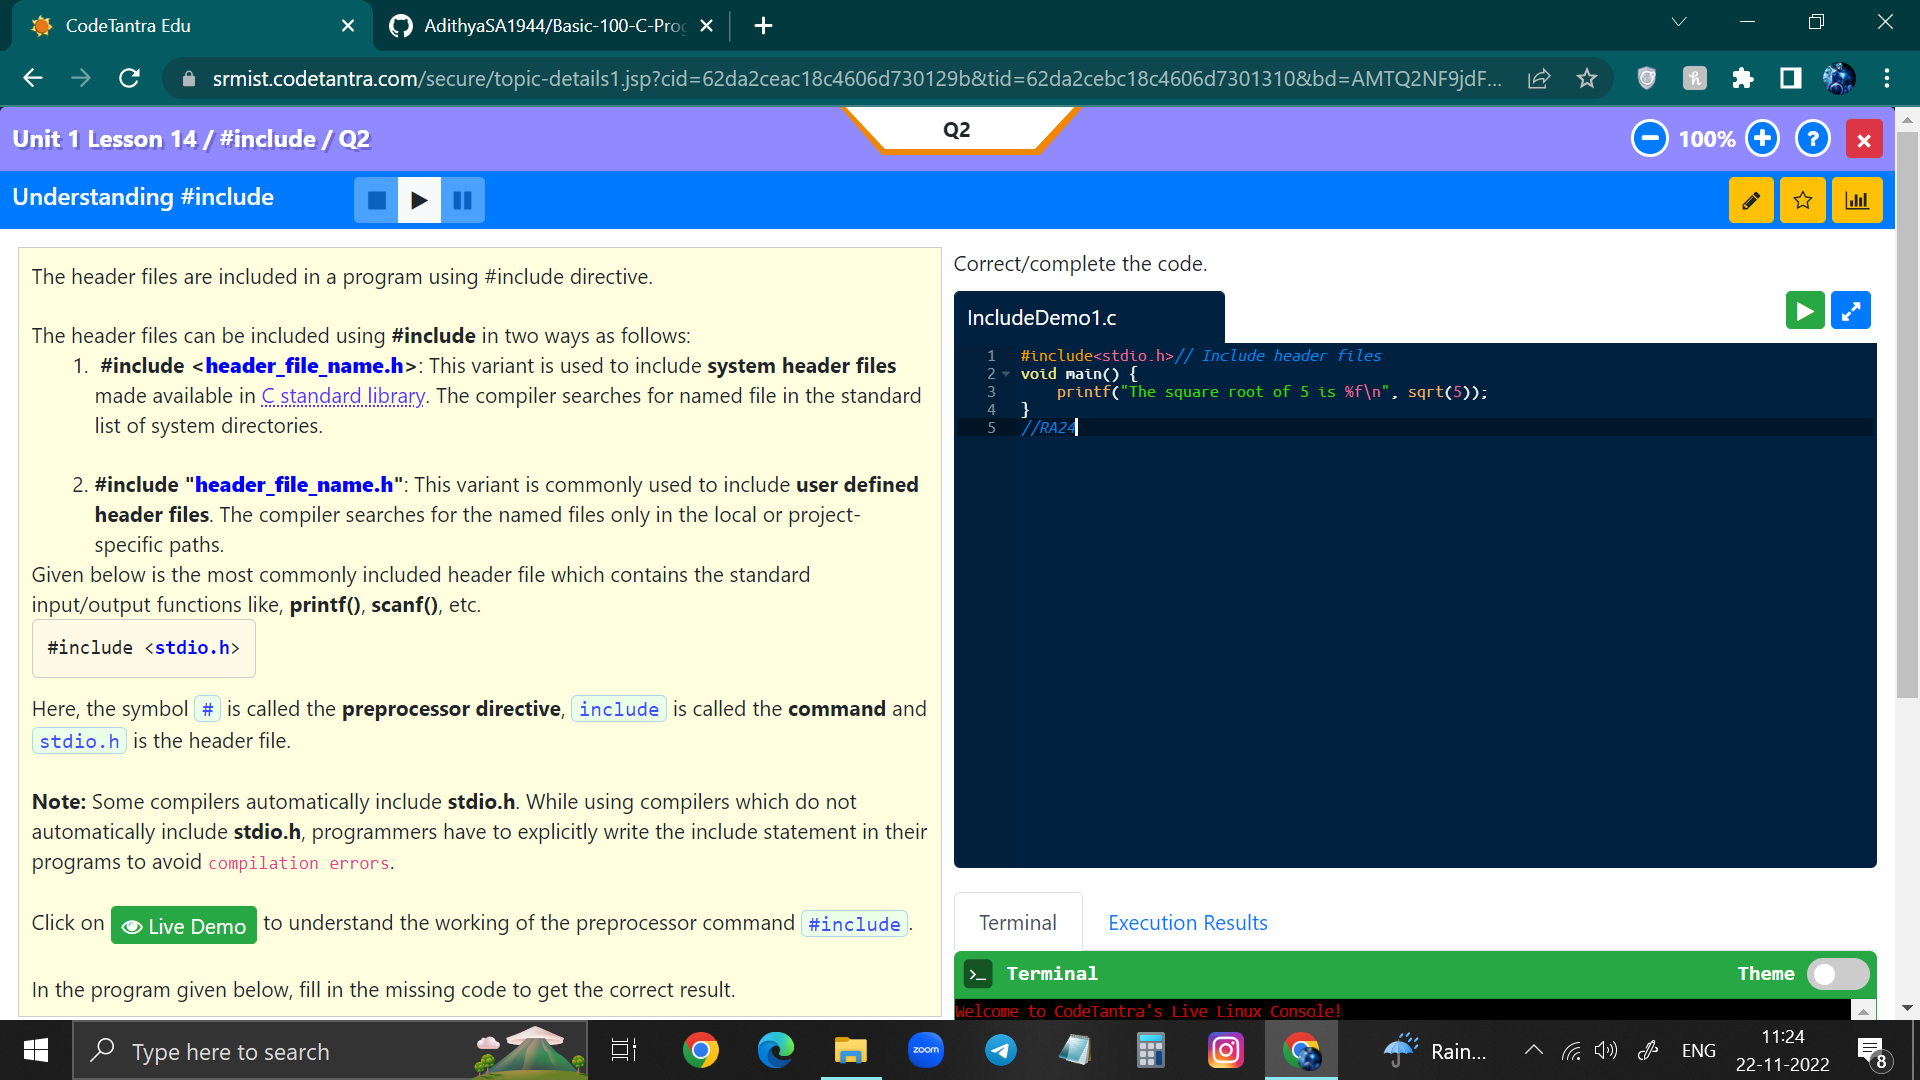 CodeTantra Edu
AdithyaSA1944/Basic-100-C-Prog
srmist.codetantra.com/secure/topic-details1.jsp?cid=62da2ceac18c4606d730129b&tid=62da2cebc18c4606d7301310&bd=AMTQ2NF9jdF...
Unit 1 Lesson 14 / #include / Q2
Q2
100%
Understanding #include
The header files are included in a program using #include directive.
The header files can be included using #include in two ways as follows:
1. #include <header_file_name.h>: This variant is used to include system header files
made available in C standard library. The compiler searches for named file in the standard
list of system directories.
2. #include "header_file_name.h": This variant is commonly used to include user defined
header files. The compiler searches for the named files only in the local or project-
specific paths.
Given below is the most commonly included header file which contains the standard
input/output functions like, printf(), scanf(), etc.
#include <stdio.h>
Here, the symbol # is called the preprocessor directive, include is called the command and
stdio.h is the header file.
Note: Some compilers automatically include stdio.h. While using compilers which do not
automatically include stdio.h, programmers have to explicitly write the include statement in their
programs to avoid compilation errors.
Click on Live Demo to understand the working of the preprocessor command #include.
In the program given below, fill in the missing code to get the correct result.
Correct/complete the code.
IncludeDemo1.c
1 #include<stdio.h>// Include header files
2 void main() {
3 printf("The square root of 5 is %f\n", sqrt(5));
4 }
5 //RA24
Terminal
Execution Results
Terminal
Theme
Welcome to CodeTantra's Live Linux Console!
Type here to search
zoom
Rain...
ENG
11:24
22-11-2022
8